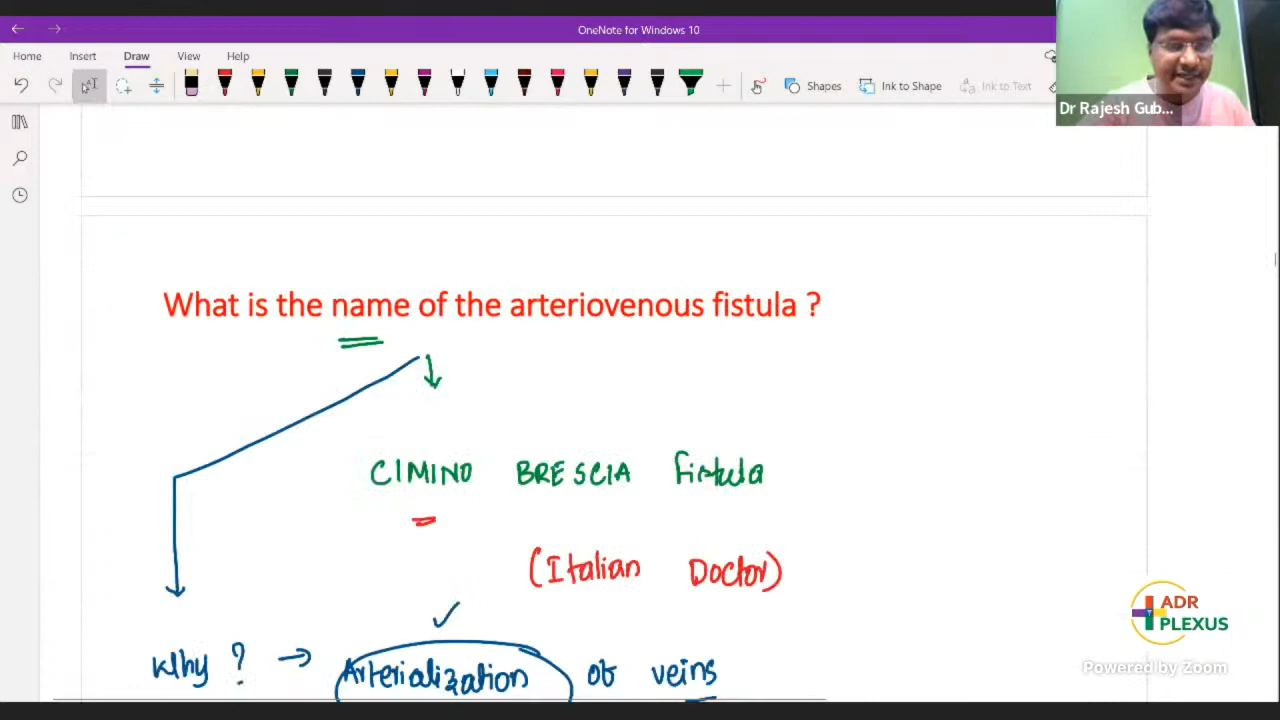 OneNote for Windows 10
Home Insert Draw View Help
Shapes Ink to Shape Ink to Text
Dr Rajesh Gub...
What is the name of the arteriovenous fistula ?
CIMINO BRESCIA fistula
(Italian Doctor)
Why ? → Arterialization of veins
ADR
PLEXUS
Powered by Zoom